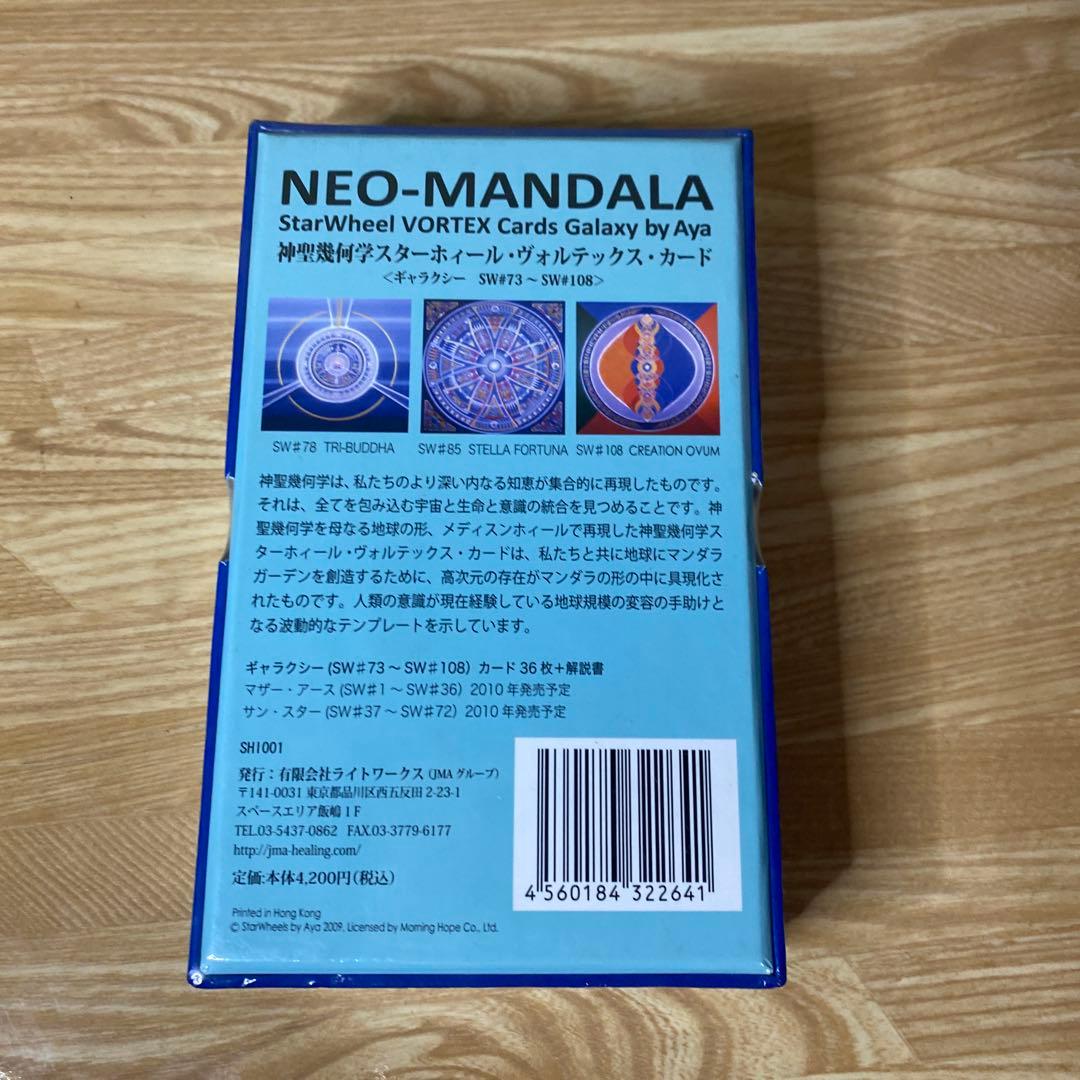 NEO-MANDALA
StarWheel VORTEX Cards Galaxy by Aya
神聖幾何学スターホィール・ヴォルテックス・カード
<ギャラクシー SW#73～SW#108>
SW#78 TRI-BUDDHA
SW#85 STELLA FORTUNA
SW#108 CREATION OVUM
神聖幾何学は、私たちのより深い内なる知恵が集合的に再現したものです。
それは、全てを包み込む宇宙と生命と意識の統合を見つめることです。神
聖幾何学を母なる地球の形、メディスンホィールで再現した神聖幾何学ス
ターホィール・ヴォルテックス・カードは、私たちと共に地球にマンダラ
ガーデンを創造するために、高次元の存在がマンダラの形の中に具現化さ
れたものです。人類の意識が現在経験している地球規模の変容の手助けと
なる波動的なテンプレートを示しています。
ギャラクシー(SW#73～SW#108) カード36枚+解説書
マザー・アース(SW#1～SW#36) 2010年発売予定
サン・スター(SW#37～SW#72) 2010年発売予定
SHI001
発行：有限会社ライトワークス(JMAグループ)
〒141-0031 東京都品川区西五反田2-23-1
スペースエリア飯嶋1F
TEL.03-5437-0862 FAX.03-3779-6177
http://jma-healing.com/
定価:本体4,200円(税込)
4 560184 322641
Printed in Hong Kong
© StarWheels by Aya 2009. Licensed by Morning Hope Co., Ltd.